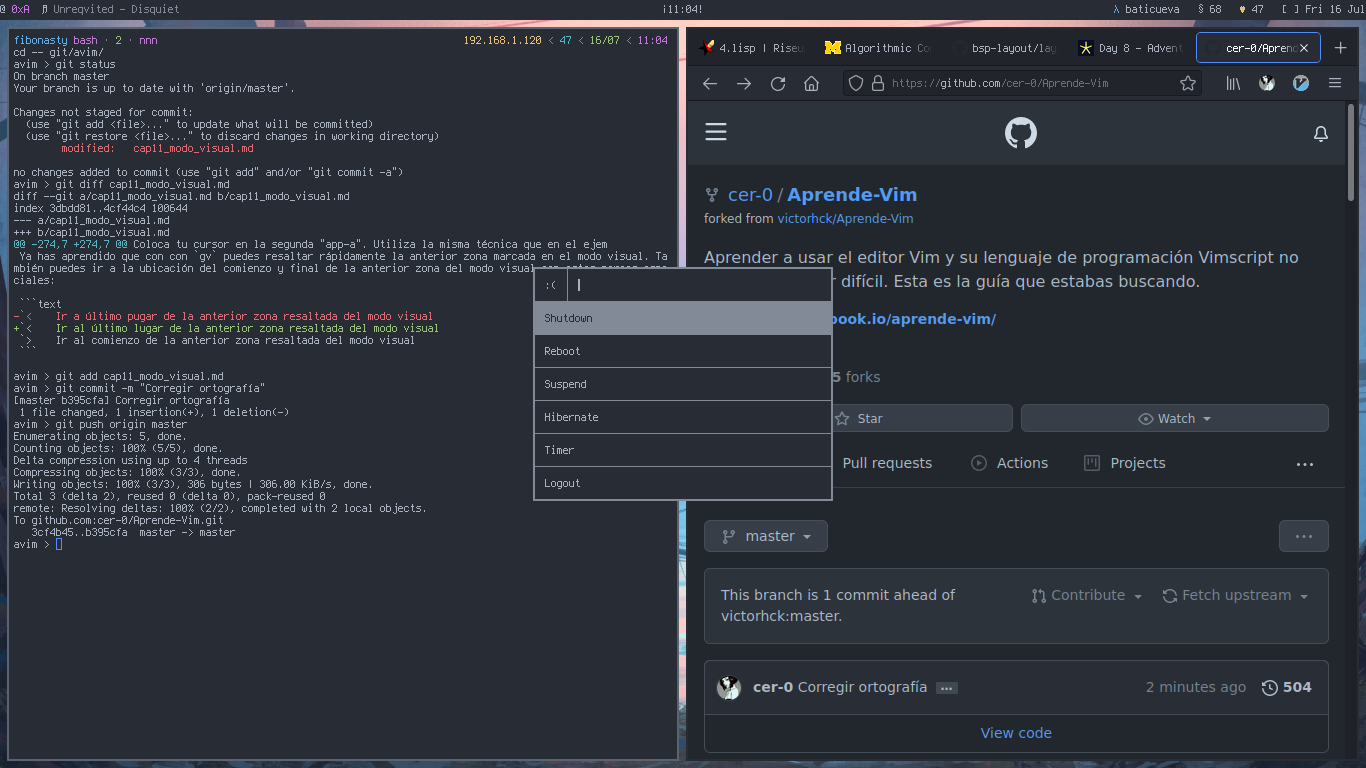 @ 0xA Unreqvited - Disquiet
¡11:04!
λ baticueva § 68 ♥ 47 [ ] Fri 16 Jul
fibonasty bash · 2 · nnn 192.168.1.120 < 47 < 16/07 < 11:04
cd -- git/avim/
avim > git status
On branch master
Your branch is up to date with 'origin/master'.
Changes not staged for commit:
(use "git add <file>..." to update what will be committed)
(use "git restore <file>..." to discard changes in working directory)
modified: cap11_modo_visual.md
no changes added to commit (use "git add" and/or "git commit -a")
avim > git diff cap11_modo_visual.md
diff --git a/cap11_modo_visual.md b/cap11_modo_visual.md
index 3dbdd81..4cf44c4 100644
--- a/cap11_modo_visual.md
+++ b/cap11_modo_visual.md
@@ -274,7 +274,7 @@ Coloca tu cursor en la segunda "app-a". Utiliza la misma técnica que en el ejem
Ya has aprendido que con con `gv` puedes resaltar rápidamente la anterior zona marcada en el modo visual. Ta
mbién puedes ir a la ubicación del comienzo y final de la anterior zona del modo visual
ciales:
```text
-`< Ir a último pugar de la anterior zona resaltada del modo visual
+`< Ir al último lugar de la anterior zona resaltada del modo visual
`> Ir al comienzo de la anterior zona resaltada del modo visual
```
avim > git add cap11_modo_visual.md
avim > git commit -m "Corregir ortografía"
[master b395cfa] Corregir ortografía
1 file changed, 1 insertion(+), 1 deletion(-)
avim > git push origin master
Enumerating objects: 5, done.
Counting objects: 100% (5/5), done.
Delta compression using up to 4 threads
Compressing objects: 100% (3/3), done.
Writing objects: 100% (3/3), 306 bytes | 306.00 KiB/s, done.
Total 3 (delta 2), reused 0 (delta 0), pack-reused 0
remote: Resolving deltas: 100% (2/2), completed with 2 local objects.
To github.com:cer-0/Aprende-Vim.git
3cf4b45..b395cfa master -> master
avim >
:(
Shutdown
Reboot
Suspend
Hibernate
Timer
Logout
4.lisp | Riseu
Algorithmic Co
bsp-layout/lay
Day 8 - Advent
cer-0/Aprend
https://github.com/cer-0/Aprende-Vim
cer-0 / Aprende-Vim
forked from victorhck/Aprende-Vim
Aprender a usar el editor Vim y su lenguaje de programación Vimscript no
difícil. Esta es la guía que estabas buscando.
book.io/aprende-vim/
5 forks
Star
Watch
Pull requests
Actions
Projects
...
master
...
This branch is 1 commit ahead of
victorhck:master.
Contribute
Fetch upstream
cer-0 Corregir ortografía ...
2 minutes ago 504
View code